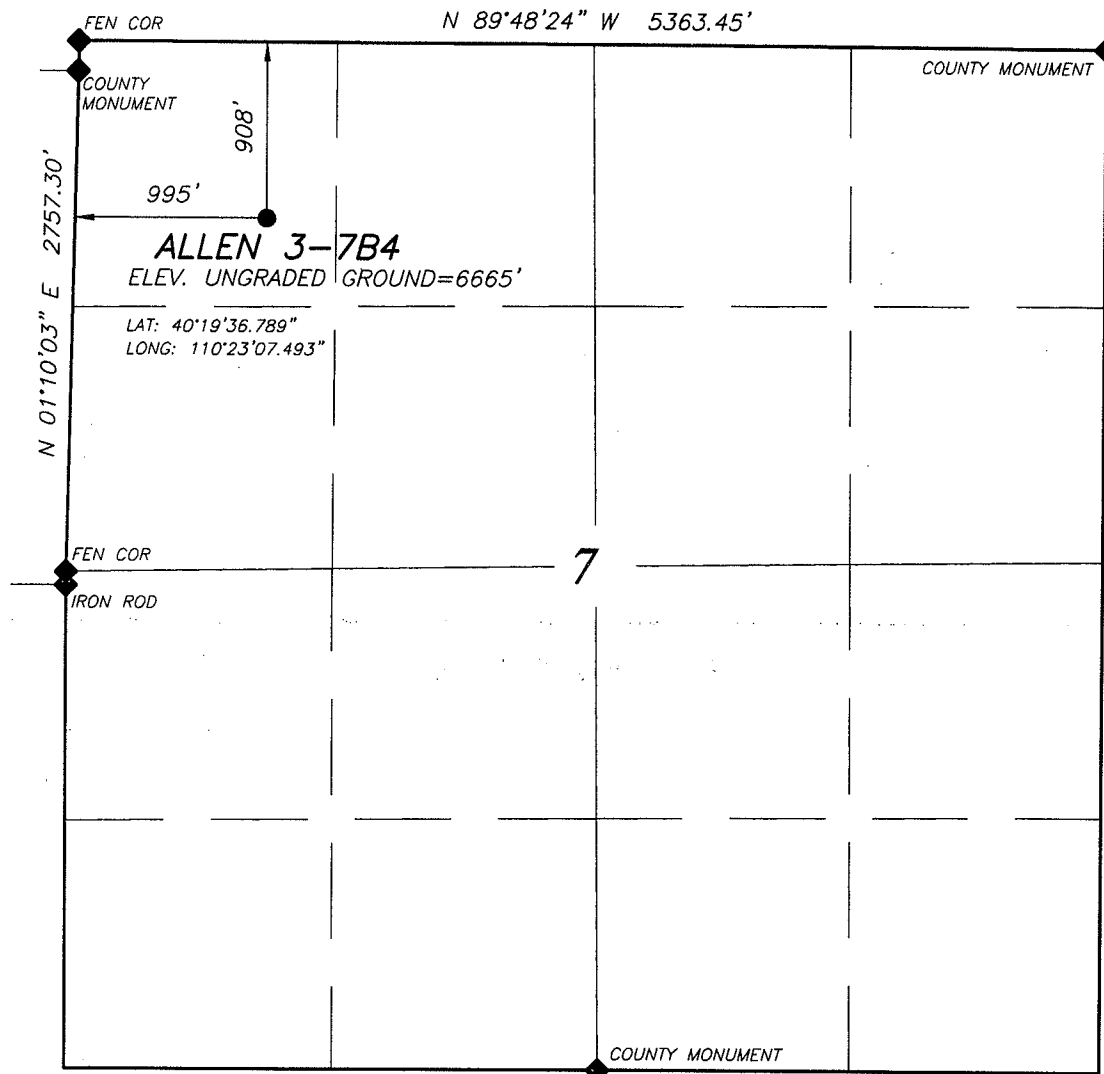 FEN COR
N 89°48'24" W 5363.45'
COUNTY MONUMENT
COUNTY
MONUMENT
908'
N 01°10'03" E 2757.30'
995'
ALLEN 3-7B4
ELEV. UNGRADED GROUND=6665'
LAT: 40°19'36.789"
LONG: 110°23'07.493"
FEN COR
7
IRON ROD
COUNTY MONUMENT